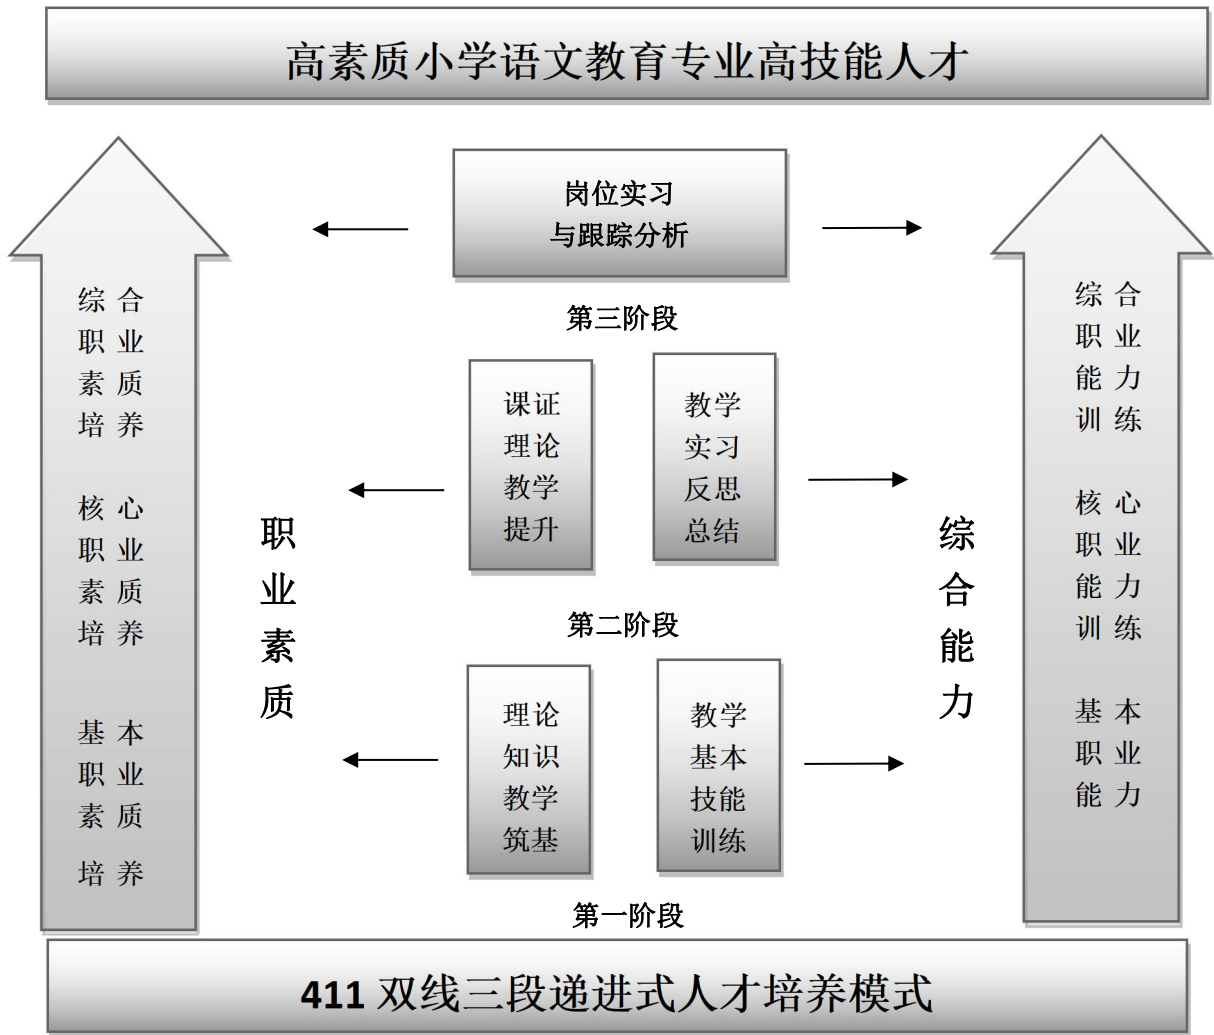 高素质小学语文教育专业高技能人才
岗位实习
与跟踪分析
第三阶段
综合
职业
素质
培养
核心
职业
素质
培养
基本
职业
素质
培养
职
业
素
质
课证
理论
教学
提升
教学
实习
反思
总结
第二阶段
理论
知识
教学
筑基
教学
基本
技能
训练
第一阶段
综
合
能
力
综合
职业
能力
训练
核心
职业
能力
训练
基本
职业
能力
411 双线三段递进式人才培养模式